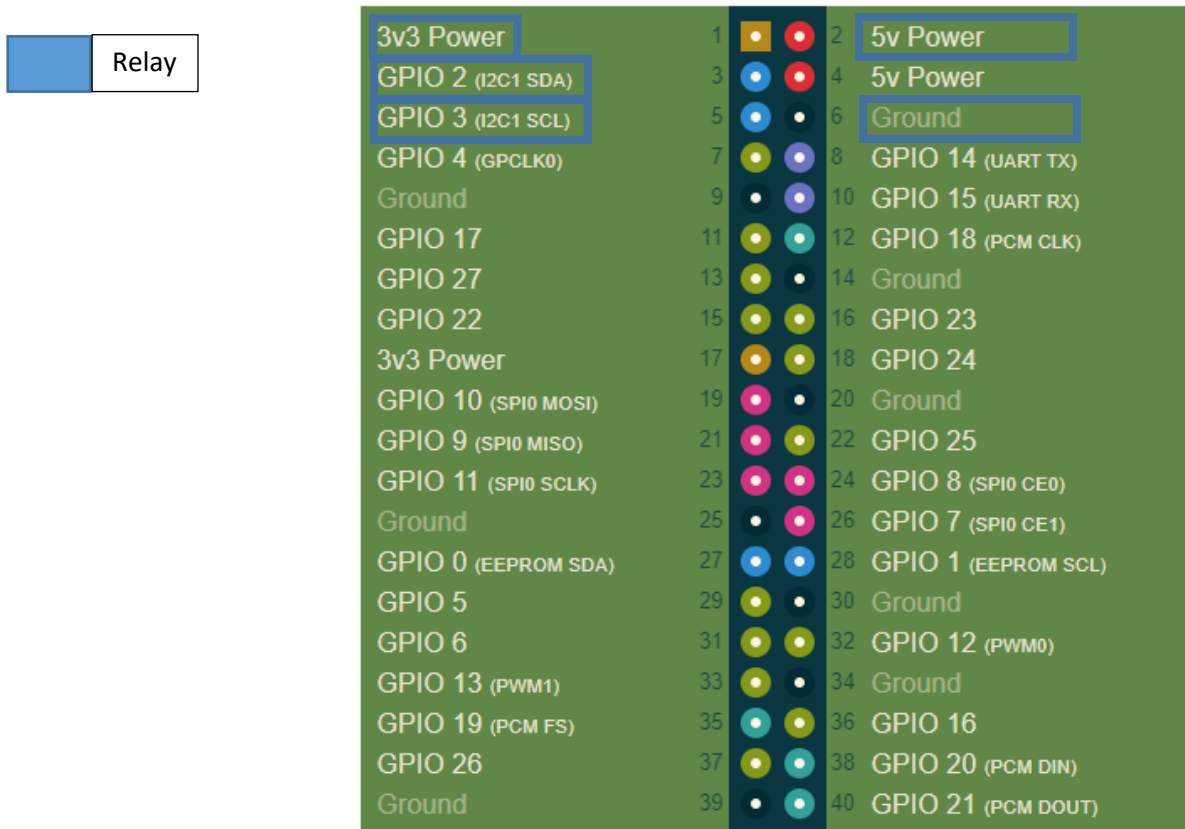 Relay
3v3 Power 1 2 5v Power
GPIO 2 (I2C1 SDA) 3 4 5v Power
GPIO 3 (I2C1 SCL) 5 6 Ground
GPIO 4 (GPCLK0) 7 8 GPIO 14 (UART TX)
Ground 9 10 GPIO 15 (UART RX)
GPIO 17 11 12 GPIO 18 (PCM CLK)
GPIO 27 13 14 Ground
GPIO 22 15 16 GPIO 23
3v3 Power 17 18 GPIO 24
GPIO 10 (SPI0 MOSI) 19 20 Ground
GPIO 9 (SPI0 MISO) 21 22 GPIO 25
GPIO 11 (SPI0 SCLK) 23 24 GPIO 8 (SPI0 CE0)
Ground 25 26 GPIO 7 (SPI0 CE1)
GPIO 0 (EEPROM SDA) 27 28 GPIO 1 (EEPROM SCL)
GPIO 5 29 30 Ground
GPIO 6 31 32 GPIO 12 (PWM0)
GPIO 13 (PWM1) 33 34 Ground
GPIO 19 (PCM FS) 35 36 GPIO 16
GPIO 26 37 38 GPIO 20 (PCM DIN)
Ground 39 40 GPIO 21 (PCM DOUT)